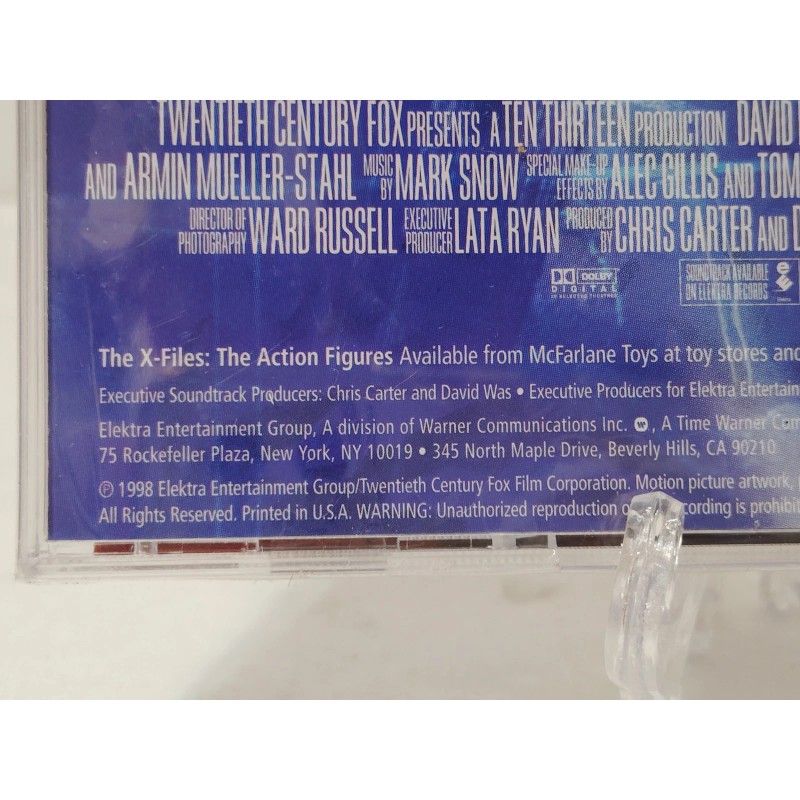 TWENTIETH CENTURY FOX PRESENTS A TEN THIRTEEN PRODUCTION DAVID
AND ARMIN MUELLER-STAHL MUSIC BY MARK SNOW SPECIAL MAKE-UP EFFECTS BY ALEC GILLIS AND TOM
DIRECTOR OF PHOTOGRAPHY WARD RUSSELL EXECUTIVE PRODUCER LATA RYAN PRODUCED BY CHRIS CARTER AND D
DOLBY DIGITAL IN SELECTED THEATRES
SOUNDTRACK AVAILABLE ON ELEKTRA RECORDS
The X-Files: The Action Figures Available from McFarlane Toys at toy stores and
Executive Soundtrack Producers: Chris Carter and David Was • Executive Producers for Elektra Entertain
Elektra Entertainment Group, A division of Warner Communications Inc. , A Time Warner Com
75 Rockefeller Plaza, New York, NY 10019 • 345 North Maple Drive, Beverly Hills, CA 90210
℗ 1998 Elektra Entertainment Group/Twentieth Century Fox Film Corporation. Motion picture artwork,
All Rights Reserved. Printed in U.S.A. WARNING: Unauthorized reproduction o cording is prohibit